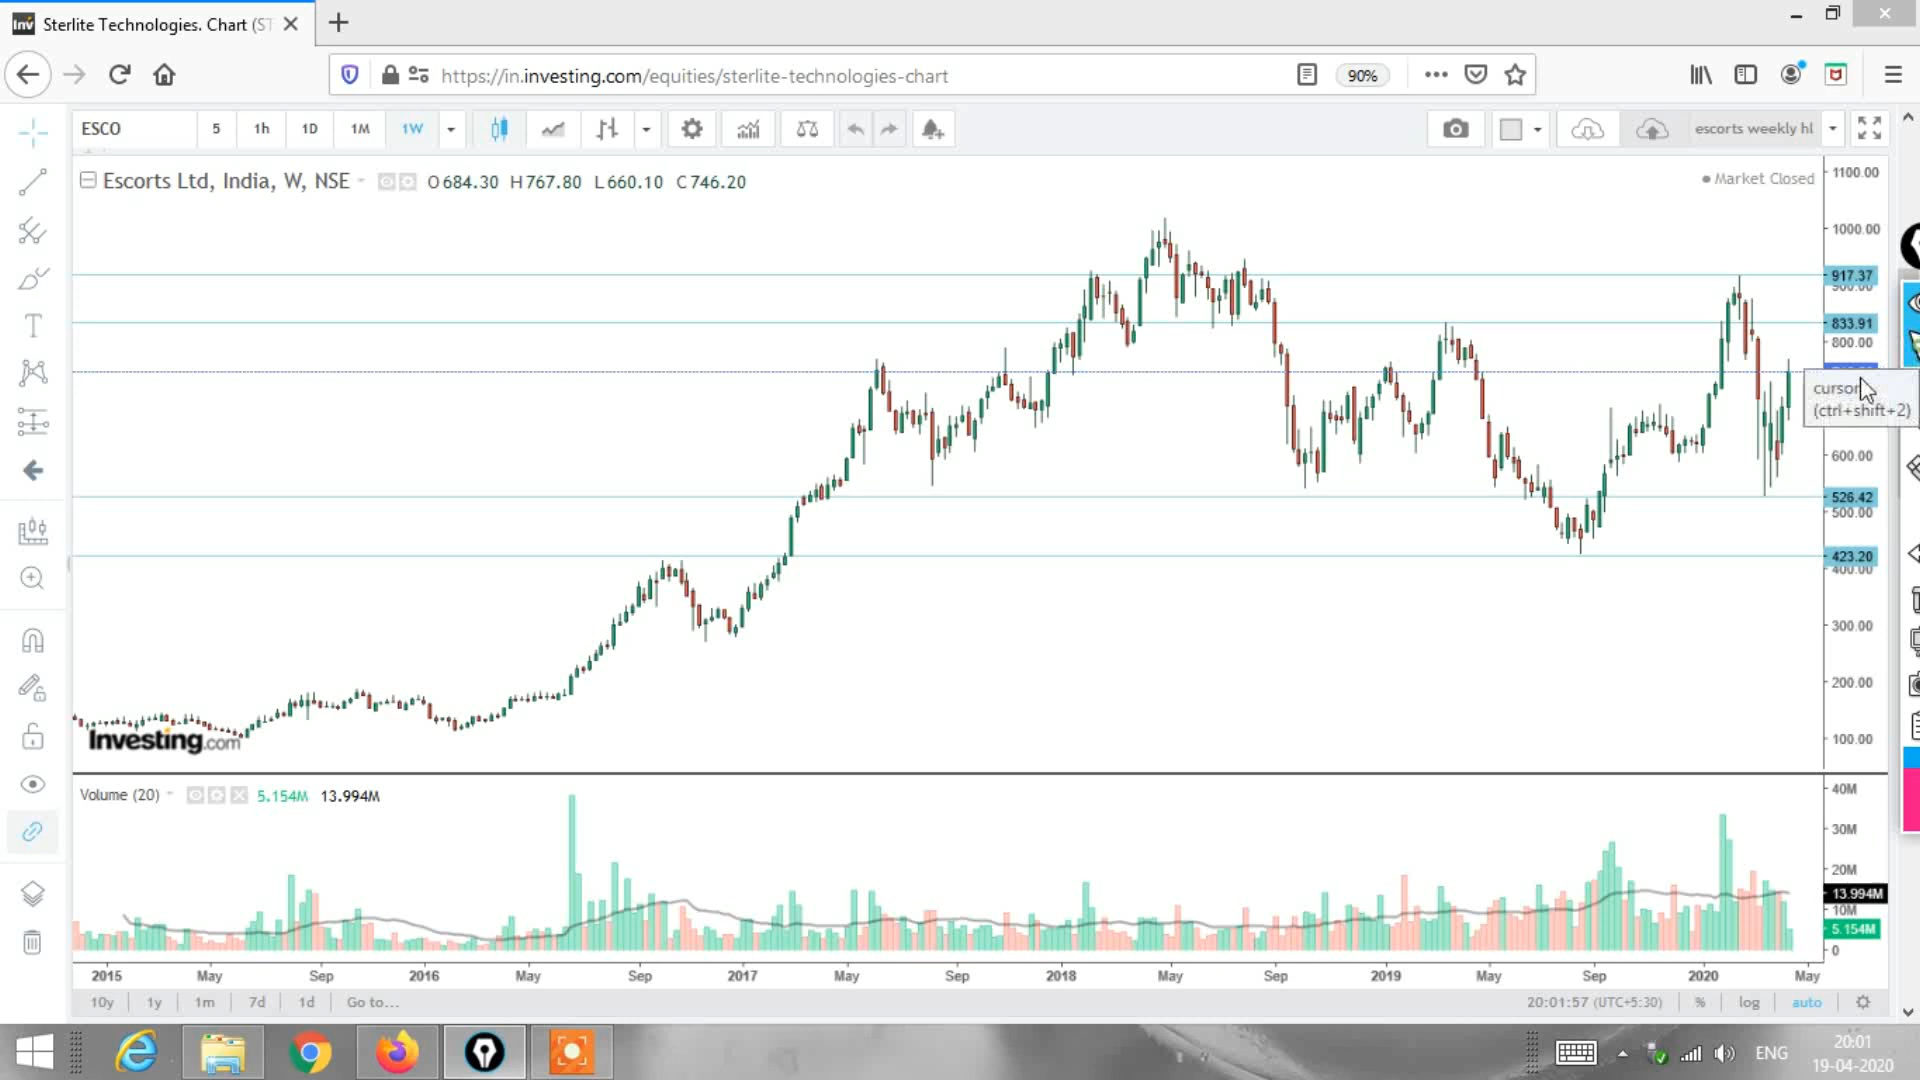 Sterlite Technologies. Chart (ST
https://in.investing.com/equities/sterlite-technologies-chart
90%
ESCO 5 1h 1D 1M 1W
escorts weekly hl
Escorts Ltd, India, W, NSE O684.30 H767.80 L660.10 C746.20
Market Closed
1100.00
1000.00
917.37
900.00
833.91
800.00
cursor
(ctrl+shift+2)
600.00
526.42
500.00
423.20
400.00
300.00
200.00
100.00
Investing.com
Volume (20) 5.154M 13.994M
40M
30M
20M
13.994M
10M
5.154M
0
2015 May Sep 2016 May Sep 2017 May Sep 2018 May Sep 2019 May Sep 2020 May
10y 1y 1m 7d 1d Go to...
20:01:57 (UTC+5:30) % log auto
ENG
20:01
19-04-2020